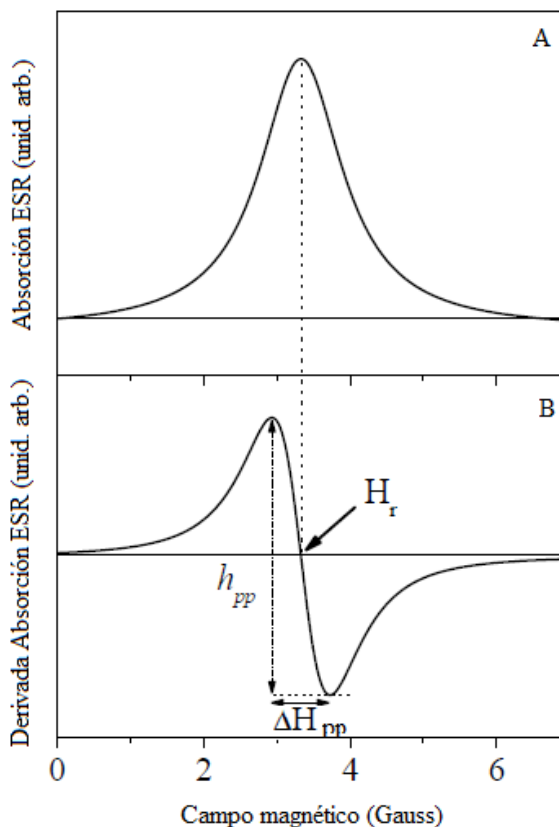 A
Absorción ESR (unid. arb.)
B
Derivada Absorción ESR (unid. arb.)
H_r
h_pp
ΔH_pp
0 2 4 6
Campo magnético (Gauss)